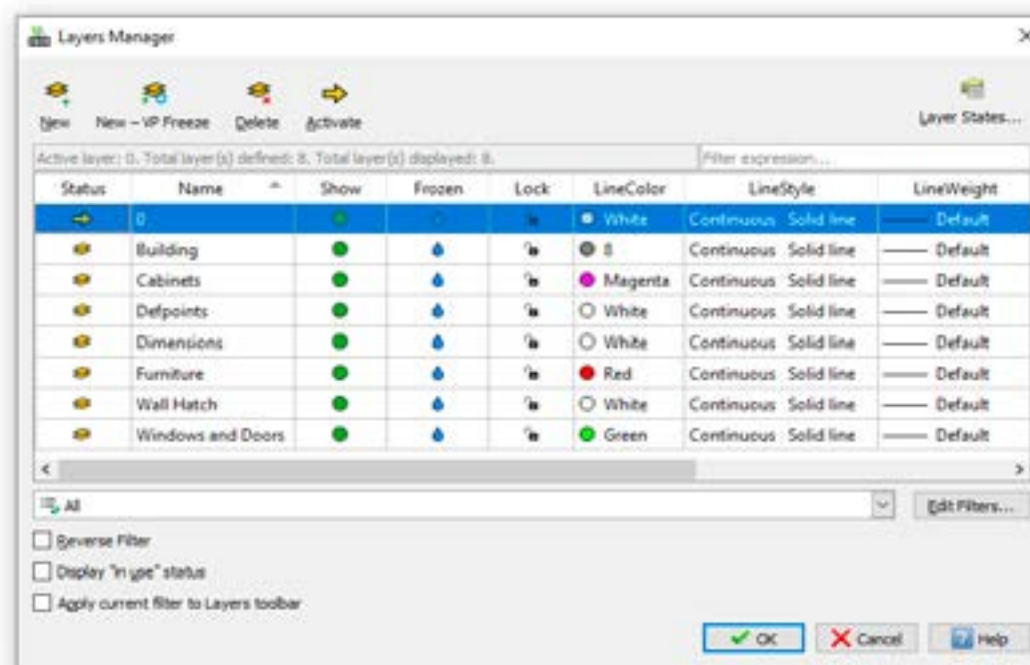 Layers Manager
New New – VP Freeze Delete Activate Layer States...
Active layer: 0. Total layer(s) defined: 8. Total layer(s) displayed: 8. Filter expression...
Status Name Show Frozen Lock LineColor LineStyle LineWeight
0 White Continuous Solid line Default
Building 8 Continuous Solid line Default
Cabinets Magenta Continuous Solid line Default
Defpoints White Continuous Solid line Default
Dimensions White Continuous Solid line Default
Furniture Red Continuous Solid line Default
Wall Hatch White Continuous Solid line Default
Windows and Doors Green Continuous Solid line Default
All Edit Filters...
Reverse Filter
Display "in use" status
Apply current filter to Layers toolbar
OK Cancel Help